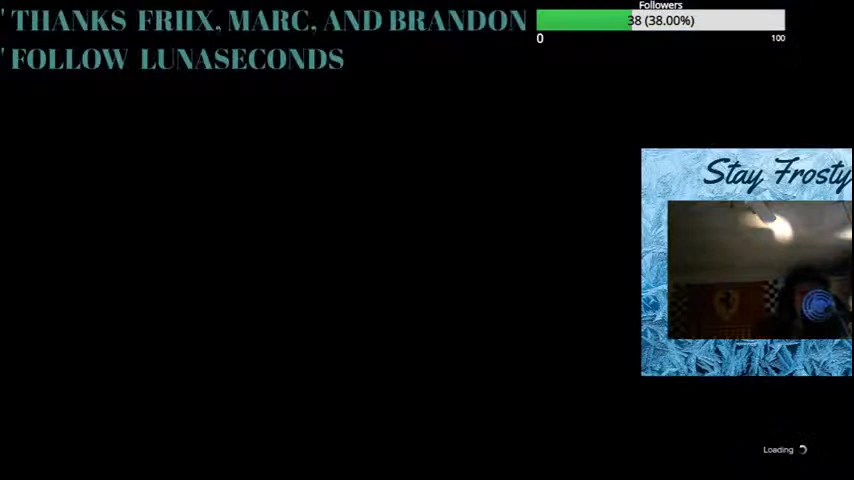 ' THANKS FRIIX, MARC, AND BRANDON
' FOLLOW LUNASECONDS
Followers
38 (38.00%)
0 100
Stay Frosty
Loading